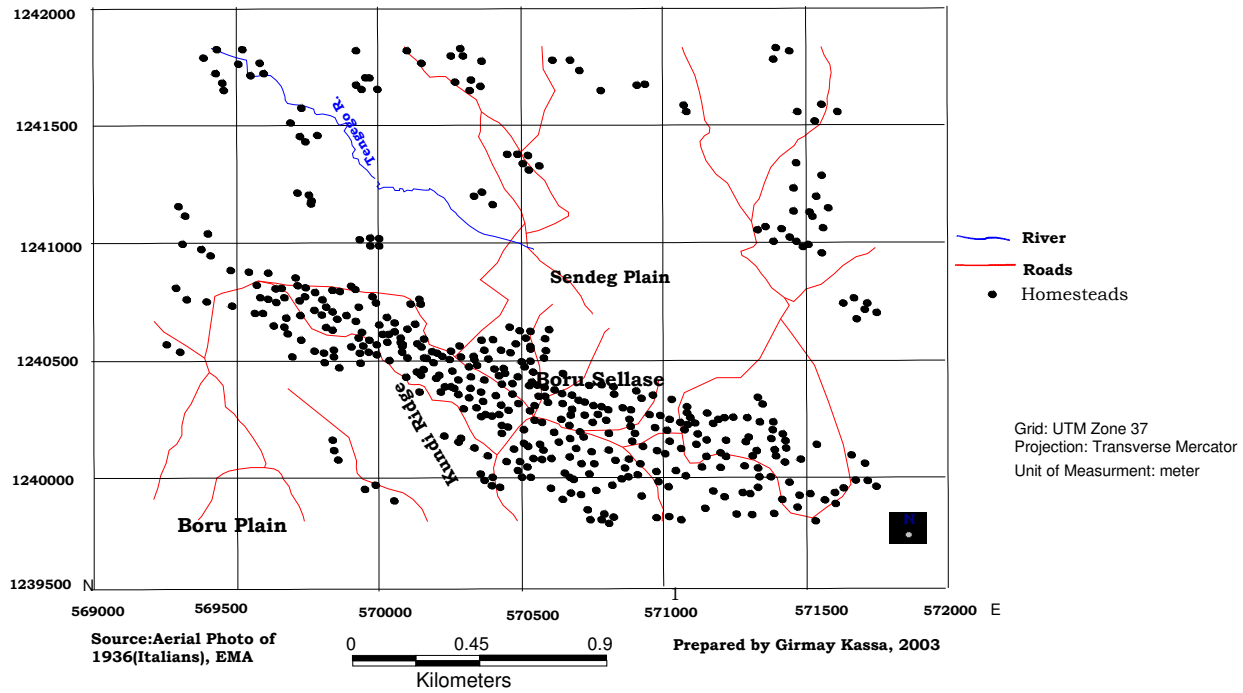 1242000
1241500
1241000
1240500
1240000
1239500
N
569000
569500
570000
570500
571000
571500
572000
E
Tengego R.
Sendeg Plain
Boru Sellase
Kundi Ridge
Boru Plain
River
Roads
Homesteads
Grid: UTM Zone 37
Projection: Transverse Mercator
Unit of Measurment: meter
N
Source:Aerial Photo of
1936(Italians), EMA
0 0.45 0.9
Kilometers
Prepared by Girmay Kassa, 2003